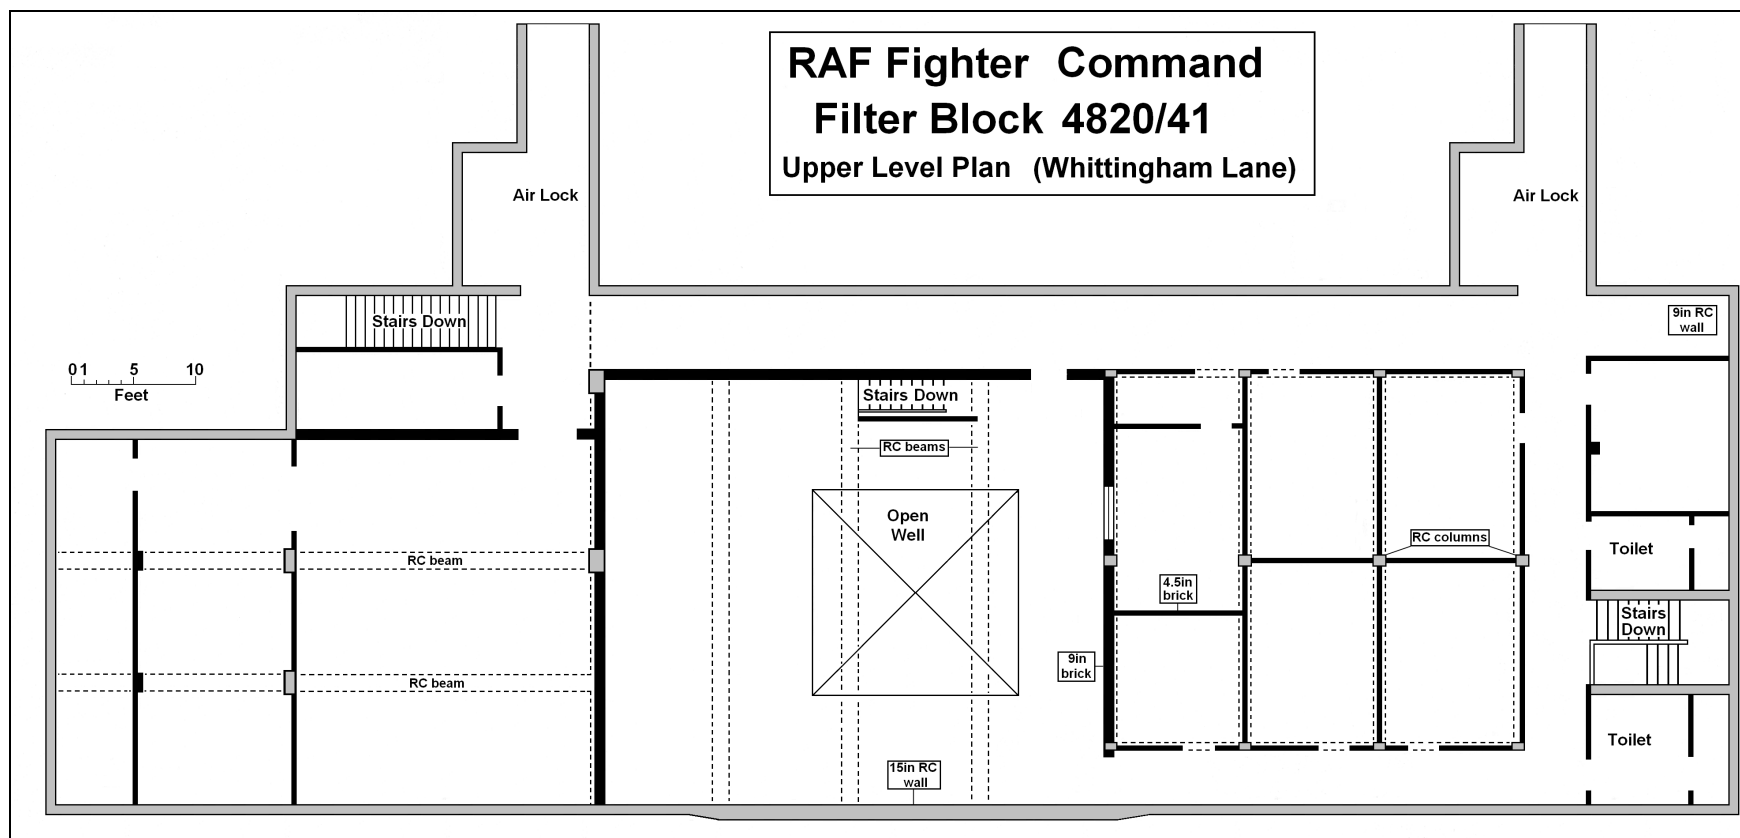 RAF Fighter Command
Filter Block 4820/41
Upper Level Plan (Whittingham Lane)
Air Lock
Air Lock
Stairs Down
9in RC
wall
0 1 5 10
Feet
Stairs Down
RC beams
Open
Well
RC columns
Toilet
RC beam
4.5in
brick
Stairs
Down
9in
brick
RC beam
Toilet
15in RC
wall